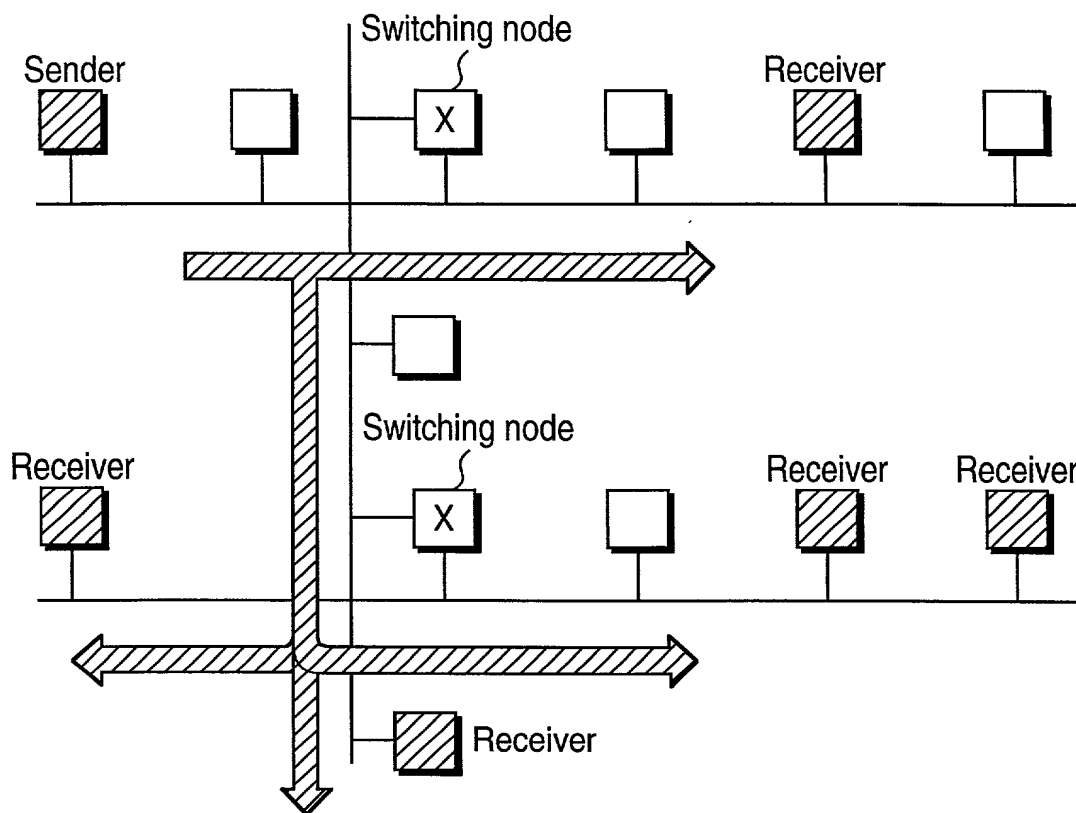 Switching node
Sender
Receiver
X
Switching node
Receiver
Receiver
Receiver
X
Receiver